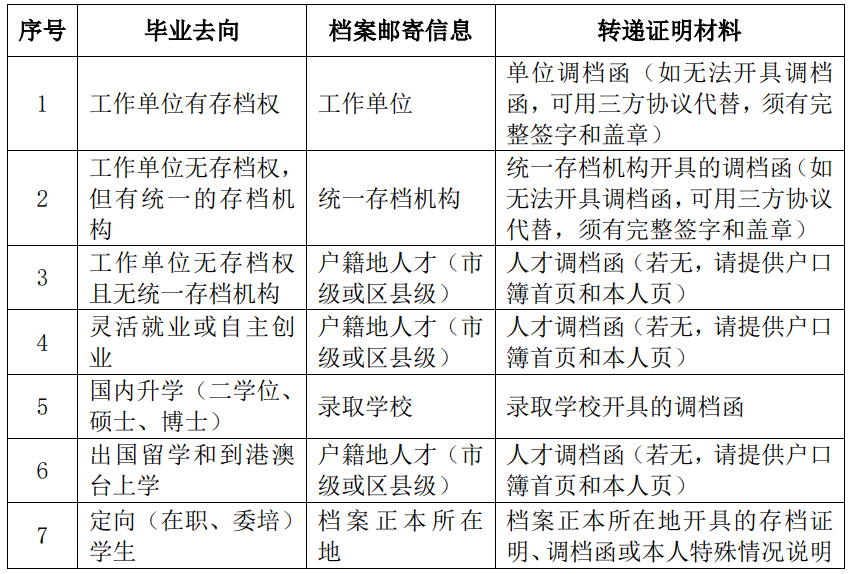 序号 毕业去向 档案邮寄信息 转递证明材料
1 工作单位有存档权 工作单位 单位调档函（如无法开具调档
函，可用三方协议代替，须有完
整签字和盖章）
2 工作单位无存档权，
但有统一的存档机
构 统一存档机构 统一存档机构开具的调档函（如
无法开具调档函，可用三方协议
代替，须有完整签字和盖章）
3 工作单位无存档权
且无统一存档机构 户籍地人才（市
级或区县级） 人才调档函（若无，请提供户口
簿首页和本人页）
4 灵活就业或自主创
业 户籍地人才（市
级或区县级） 人才调档函（若无，请提供户口
簿首页和本人页）
5 国内升学（二学位、
硕士、博士） 录取学校 录取学校开具的调档函
6 出国留学和到港澳
台上学 户籍地人才（市
级或区县级） 人才调档函（若无，请提供户口
簿首页和本人页）
7 定向（在职、委培）
学生 档案正本所在
地 档案正本所在地开具的存档证
明、调档函或本人特殊情况说明